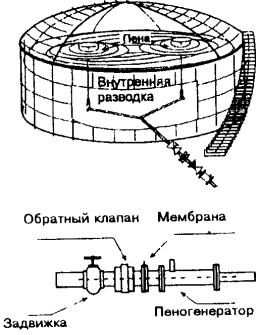 Пена
Внутренняя
разводка
Обратный клапан
Мембрана
Задвижка
Пеногенератор